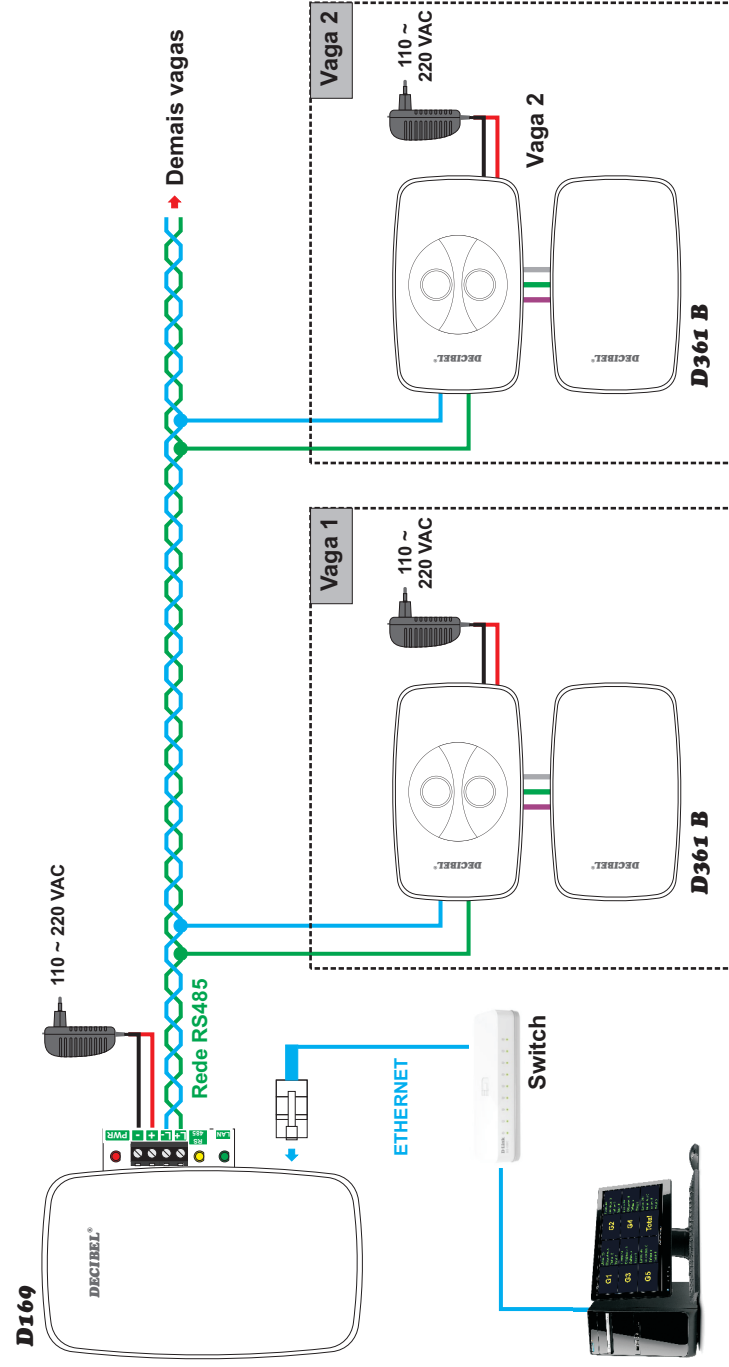 D169
DECIBEL®
PWR
-
+
L-
L+
RS
485
LAN
110 ~ 220 VAC
Rede RS485
Demais vagas
ETHERNET
Switch
D-Link
G1
G2
G3
G4
G5
Total
Vaga 1
110 ~
220 VAC
DECIBEL®
DECIBEL®
D361 B
Vaga 2
110 ~
220 VAC
Vaga 2
DECIBEL®
DECIBEL®
D361 B